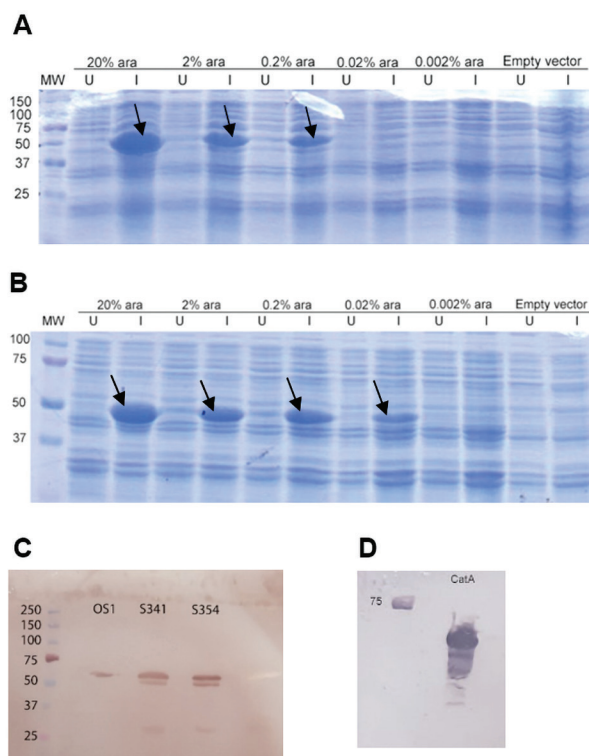 A
20% ara 2% ara 0.2% ara 0.02% ara 0.002% ara Empty vector
MW U I U I U I U I U I U I
150
100
75
50
37
25
B
20% ara 2% ara 0.2% ara 0.02% ara 0.002% ara Empty vector
MW U I U I U I U I U I U I
100
75
50
37
C
OS1 S341 S354
250
150
100
75
50
37
25
D
CatA
75